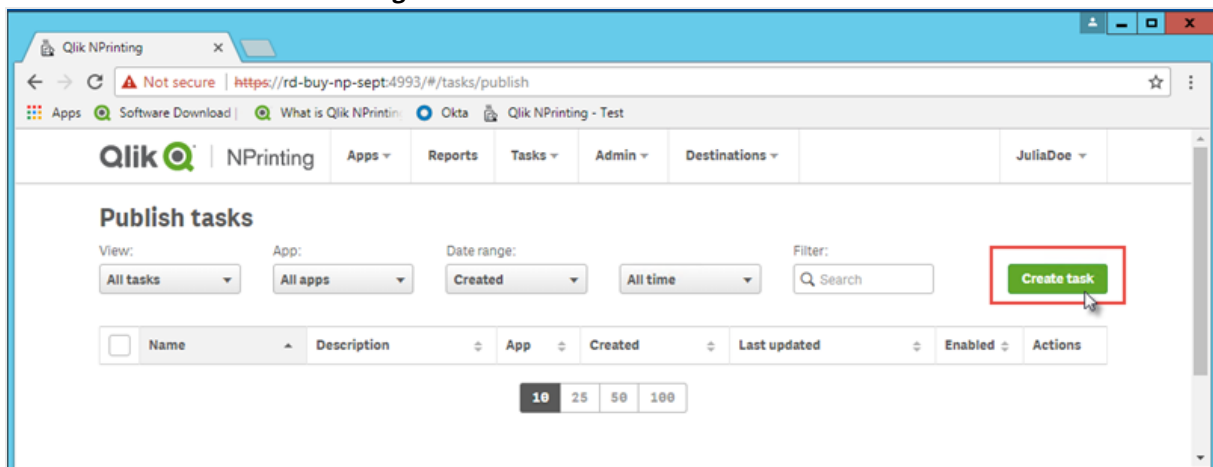 Qlik NPrinting
Not secure | https://rd-buy-np-sept:4993/#/tasks/publish
Apps Software Download | What is Qlik NPrinting Okta Qlik NPrinting - Test
Qlik NPrinting Apps Reports Tasks Admin Destinations JuliaDoe
Publish tasks
View: App: Date range: Filter:
All tasks All apps Created All time Search Create task
Name Description App Created Last updated Enabled Actions
10 25 50 100